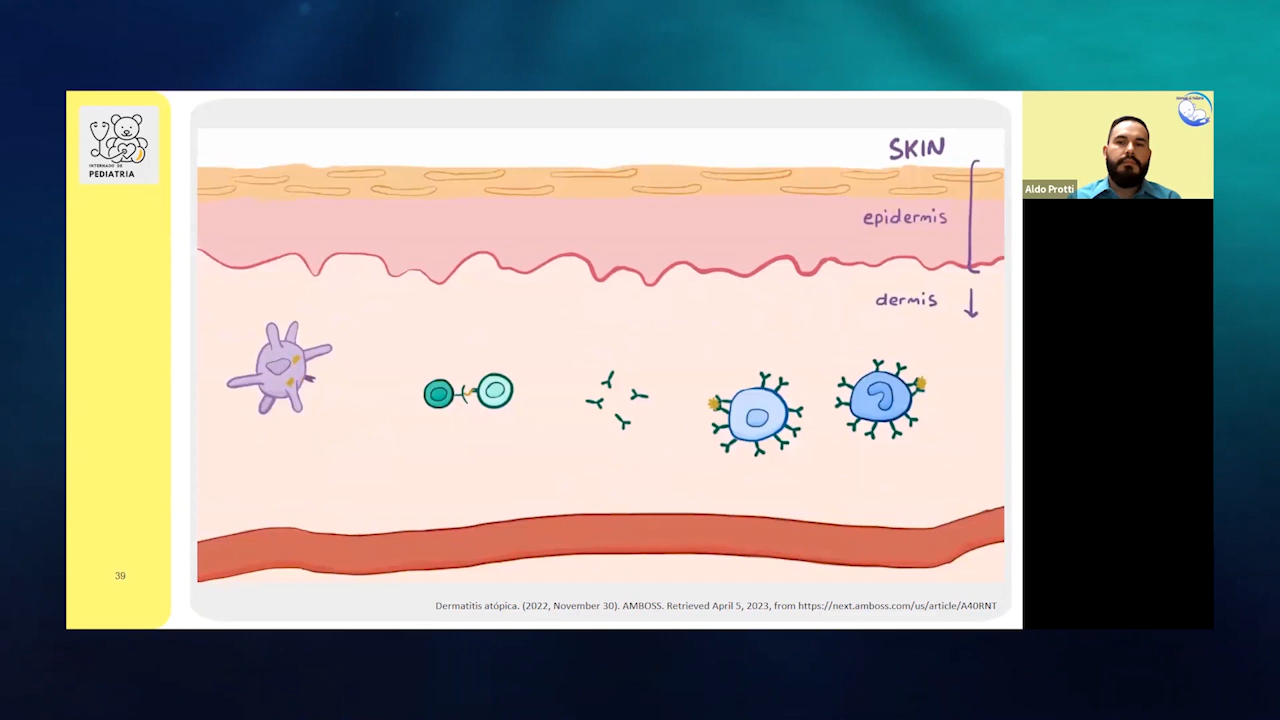 INTERNADO DE
PEDIATRIA
39
SKIN
epidermis
dermis
Dermatitis atópica. (2022, November 30). AMBOSS. Retrieved April 5, 2023, from https://next.amboss.com/us/article/A40RNT
Aldo Protti